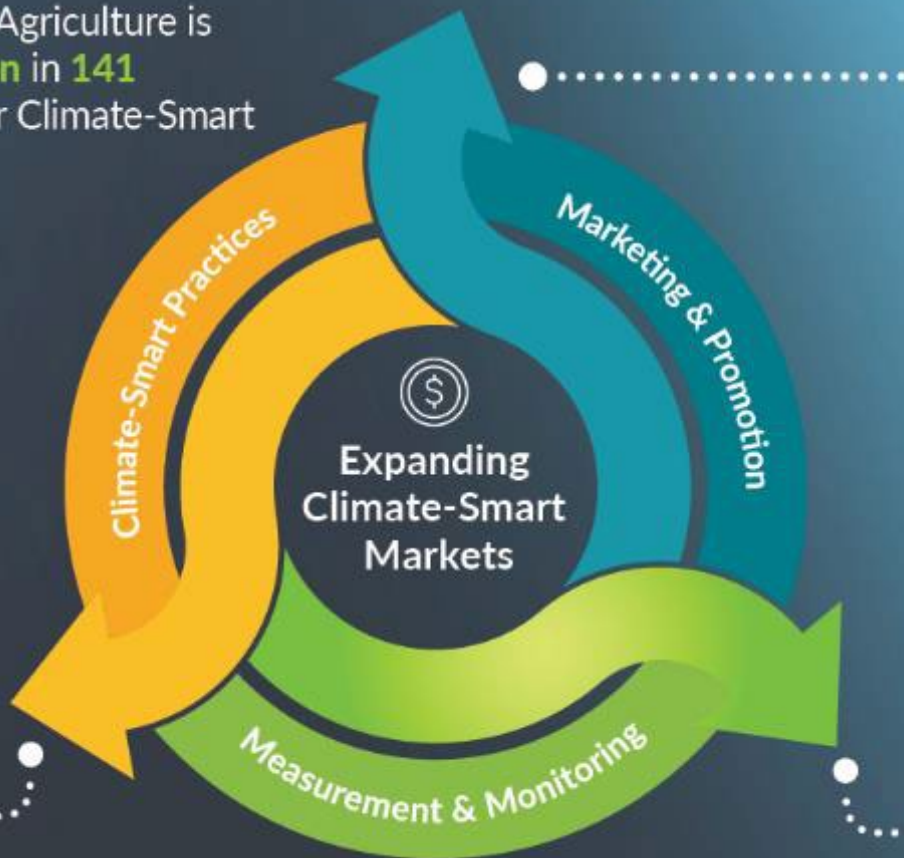 Agriculture is
n in 141
r Climate-Smart
Climate-Smart Practices
Marketing & Promotion
$
Expanding
Climate-Smart
Markets
Measurement & Monitoring